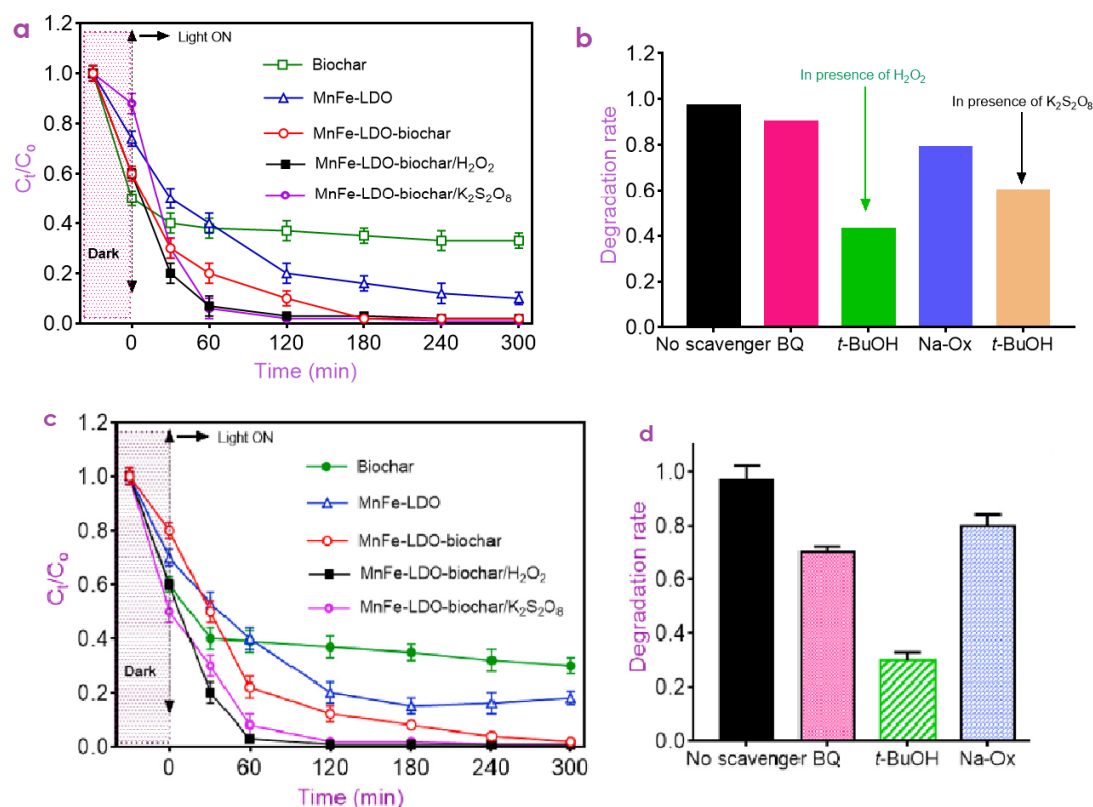 a
1.2
1.0
0.8
0.6
0.4
0.2
0.0
Cₜ/Cₒ
Light ON
Dark
Biochar
MnFe-LDO
MnFe-LDO-biochar
MnFe-LDO-biochar/H₂O₂
MnFe-LDO-biochar/K₂S₂O₈
0 60 120 180 240 300
Time (min)
b
1.0
0.8
0.6
0.4
0.2
0.0
Degradation rate
In presence of H₂O₂
In presence of K₂S₂O₈
No scavenger BQ t-BuOH Na-Ox t-BuOH
c
1.2
1.0
0.8
0.6
0.4
0.2
0.0
Cₜ/Cₒ
Light ON
Dark
Biochar
MnFe-LDO
MnFe-LDO-biochar
MnFe-LDO-biochar/H₂O₂
MnFe-LDO-biochar/K₂S₂O₈
0 60 120 180 240 300
Time (min)
d
1.0
0.8
0.6
0.4
0.2
0.0
Degradation rate
No scavenger BQ t-BuOH Na-Ox